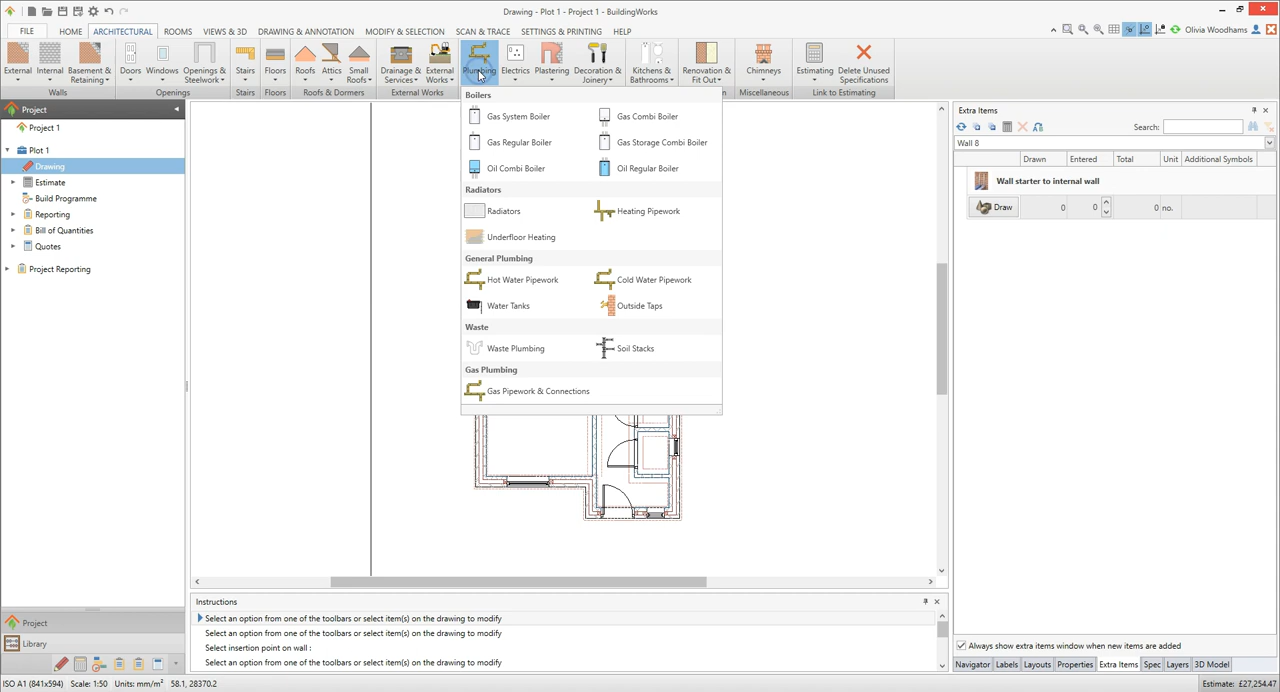 Drawing - Plot 1 - Project 1 - BuildingWorks
FILE HOME ARCHITECTURAL ROOMS VIEWS & 3D DRAWING & ANNOTATION MODIFY & SELECTION SCAN & TRACE SETTINGS & PRINTING HELP Olivia Woodhams
External Internal Basement & Retaining Doors Windows Openings & Steelwork Stairs Floors Roofs Attics Small Roofs Drainage & Services External Works Plumbing Electrics Plastering Decoration & Joinery Kitchens & Bathrooms Renovation & Fit Out Chimneys Estimating Delete Unused Specifications
Walls Openings Stairs Floors Roofs & Dormers External Works Miscellaneous Link to Estimating
Project
Project 1
Plot 1
Drawing
Estimate
Build Programme
Reporting
Bill of Quantities
Quotes
Project Reporting
Project
Library
Boilers
Gas System Boiler Gas Combi Boiler
Gas Regular Boiler Gas Storage Combi Boiler
Oil Combi Boiler Oil Regular Boiler
Radiators
Radiators Heating Pipework
Underfloor Heating
General Plumbing
Hot Water Pipework Cold Water Pipework
Water Tanks Outside Taps
Waste
Waste Plumbing Soil Stacks
Gas Plumbing
Gas Pipework & Connections
Extra Items
Search:
Wall 8
Drawn Entered Total Unit Additional Symbols
Wall starter to internal wall
Draw 0 0 0 no.
Always show extra items window when new items are added
Navigator Labels Layouts Properties Extra Items Spec Layers 3D Model
Instructions
Select an option from one of the toolbars or select item(s) on the drawing to modify
Select an option from one of the toolbars or select item(s) on the drawing to modify
Select insertion point on wall :
Select an option from one of the toolbars or select item(s) on the drawing to modify
ISO A1 (841x594) Scale: 1:50 Units: mm/m² 58.1, 28370.2 Estimate: £27,254.47